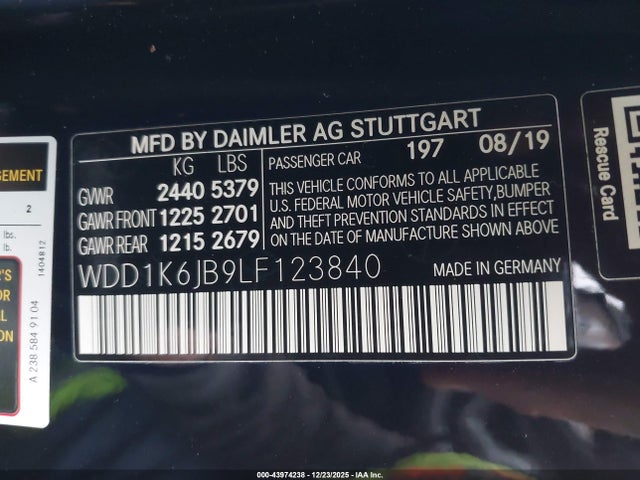 MFD BY DAIMLER AG STUTTGART
KG LBS
GVWR 2440 5379
GAWR FRONT 1225 2701
GAWR REAR 1215 2679
PASSENGER CAR 197 08/19
THIS VEHICLE CONFORMS TO ALL APPLICABLE
U.S. FEDERAL MOTOR VEHICLE SAFETY,BUMPER
AND THEFT PREVENTION STANDARDS IN EFFECT
ON THE DATE OF MANUFACTURE SHOWN ABOVE
WDD1K6JB9LF123840 MADE IN GERMANY
GEMENT
2
lbs.
lb.
1404812
A 238 584 91 04
Rescue Card
000-43974238 - 12/23/2025 - IAA Inc.